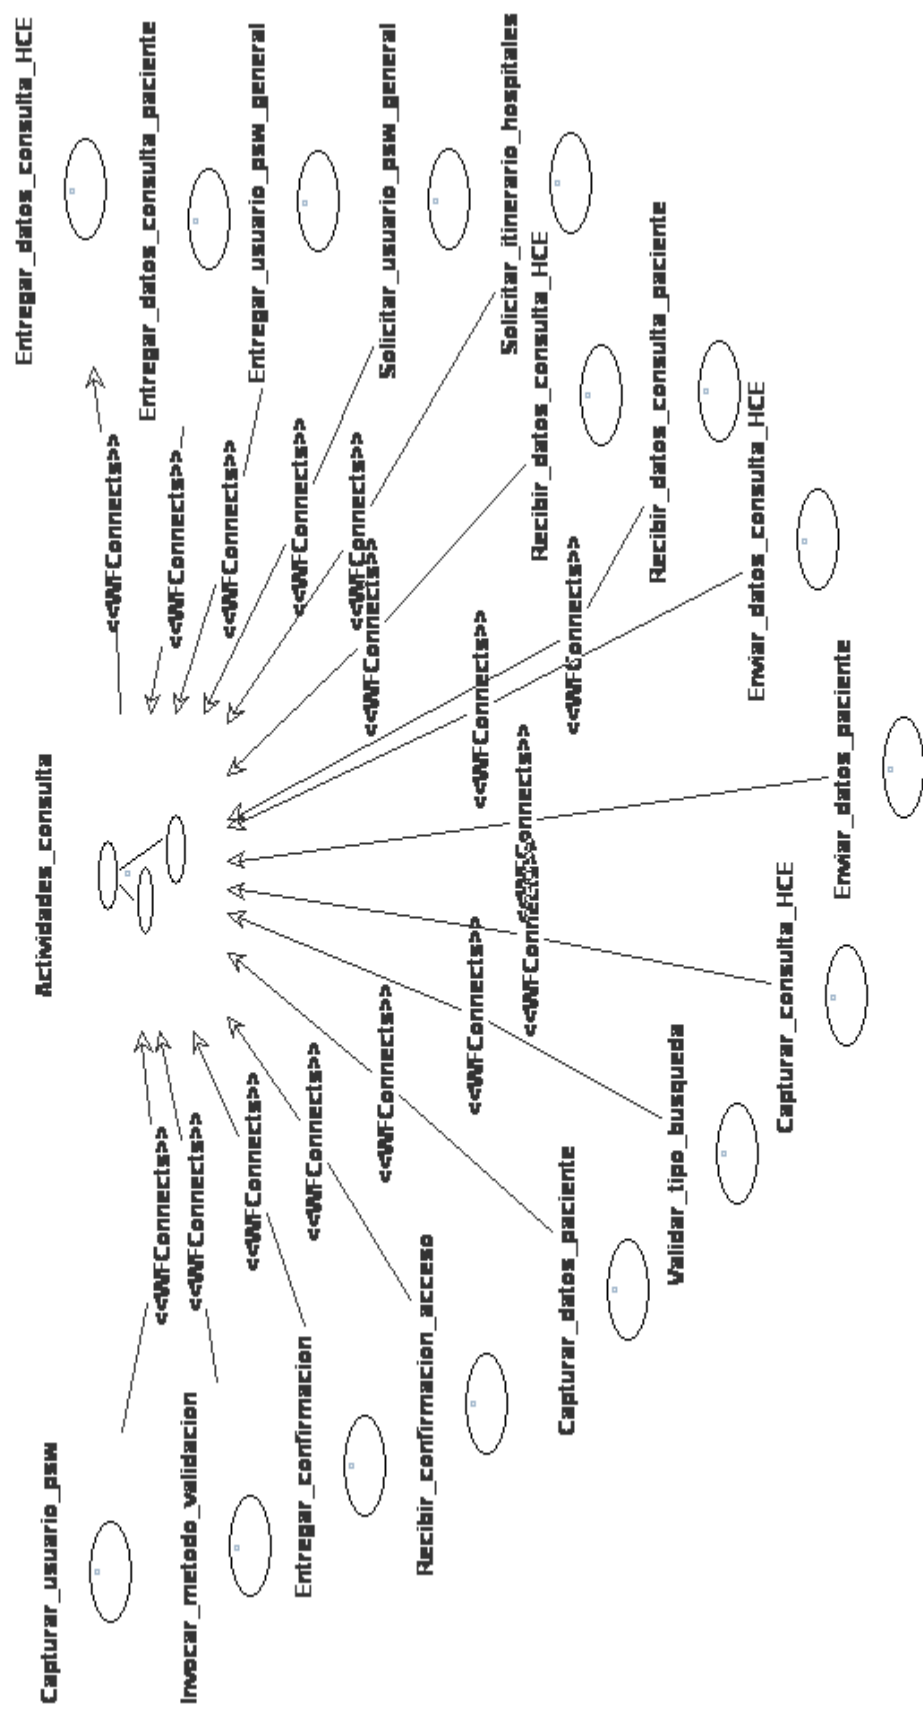 Entregar_datos_consulta_HCE
Actividades_consulta
Capturar_usuario_psw
<<WFConnects>>
Entregar_datos_consulta_paciente
<<WFConnects>>
<<WFConnects>>
Invocar_metodo_validacion
<<WFConnects>>
<<WFConnects>>
<<WFConnects>>
Entregar_usuario_psw_general
<<WFConnects>>
Entregar_confirmacion
<<WFConnects>>
<<WFConnects>>
<<WFConnects>>
<<WFConnects>>
Solicitar_usuario_psw_general
Recibir_confirmacion_acceso
<<WFConnects>>
<<WFConnects>>
Solicitar_itinerario_hospitales
<<WFConnects>>
<<WFConnects>>
Recibir_datos_consulta_HCE
Capturar_datos_paciente
<<WFConnects>>
Recibir_datos_consulta_paciente
Validar_tipo_busqueda
Enviar_datos_consulta_HCE
Capturar_consulta_HCE
Enviar_datos_paciente